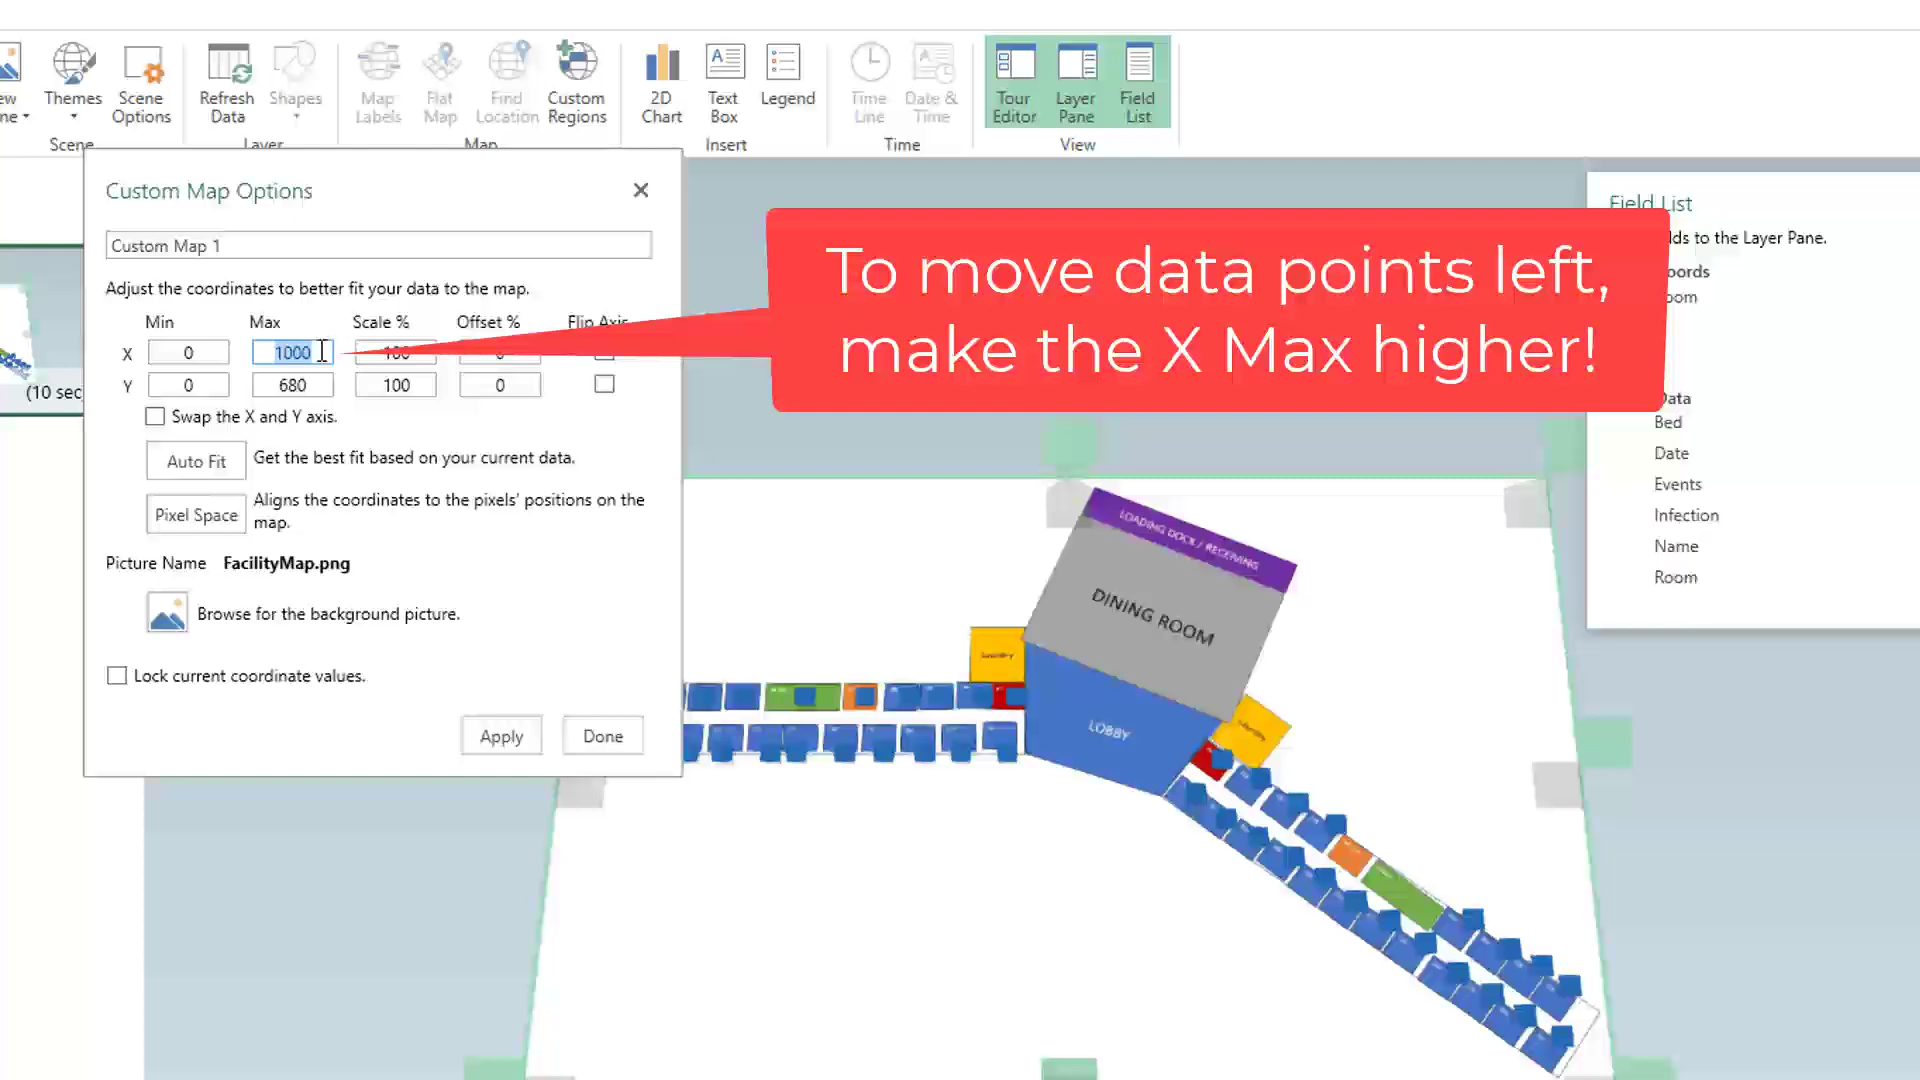 ew
ne
Themes
Scene
Options
Refresh
Data
Shapes
Map
Labels
Flat
Map
Find
Location
Custom
Regions
2D
Chart
Text
Box
Legend
Time
Line
Date &
Time
Tour
Editor
Layer
Pane
Field
List
Scene
Layer
Map
Insert
Time
View
Custom Map Options
Custom Map 1
Adjust the coordinates to better fit your data to the map.
Min Max Scale % Offset % Flip Axis
X 0 1000 100 0
Y 0 680 100 0
Swap the X and Y axis.
Auto Fit Get the best fit based on your current data.
Pixel Space Aligns the coordinates to the pixels' positions on the
map.
Picture Name FacilityMap.png
Browse for the background picture.
Lock current coordinate values.
Apply Done
(10 sec
To move data points left,
make the X Max higher!
Field List
lds to the Layer Pane.
oords
oom
Data
Bed
Date
Events
Infection
Name
Room
LOADING DOCK / RECEIVING
DINING ROOM
LOBBY